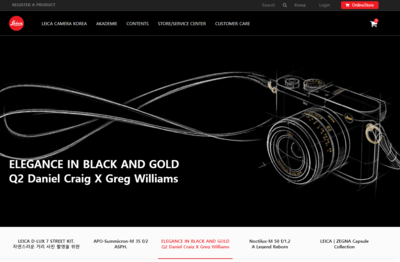 REGISTER A PRODUCT
Search
Korea
Login
OnlineStore
Leica
LEICA CAMERA KOREA
AKADEMIE
CONTENTS
STORE/SERVICE CENTER
CUSTOMER CARE
ELEGANCE IN BLACK AND GOLD
Q2 Daniel Craig X Greg Williams
LEICA D-LUX 7 STREET KIT.
자연스러운 거리 사진 촬영을 위한
APO-Summicron-M 35 f/2
ASPH.
ELEGANCE IN BLACK AND GOLD
Q2 Daniel Craig X Greg Williams
Noctilux-M 50 f/1.2
A Legend Reborn
LEICA | ZEGNA Capsule
Collection